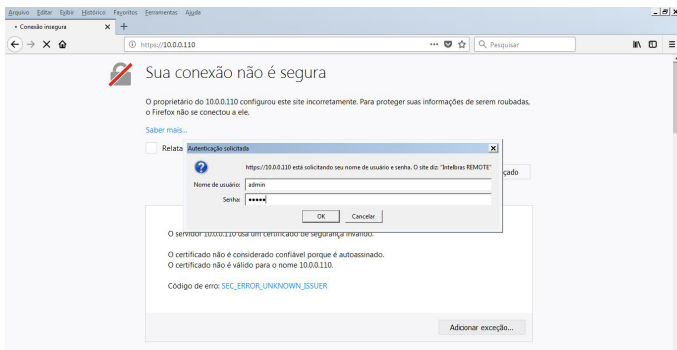 Arquivo Editar Exibir Histórico Favoritos Ferramentas Ajuda
Conexão insegura
https://10.0.0.110
Pesquisar
Sua conexão não é segura
O proprietário do 10.0.0.110 configurou este site incorretamente. Para proteger suas informações de serem roubadas,
o Firefox não se conectou a ele.
Saber mais...
Relata
Autenticação solicitada
https://10.0.0.110 está solicitando seu nome de usuário e senha. O site diz: "Intelbras REMOTE"
çado
Nome de usuário: admin
Senha: •••••
OK Cancelar
O servidor 10.0.0.110 usa um certificado de segurança inválido.
O certificado não é considerado confiável porque é autoassinado.
O certificado não é válido para o nome 10.0.0.110.
Código de erro: SEC_ERROR_UNKNOWN_ISSUER
Adicionar exceção...